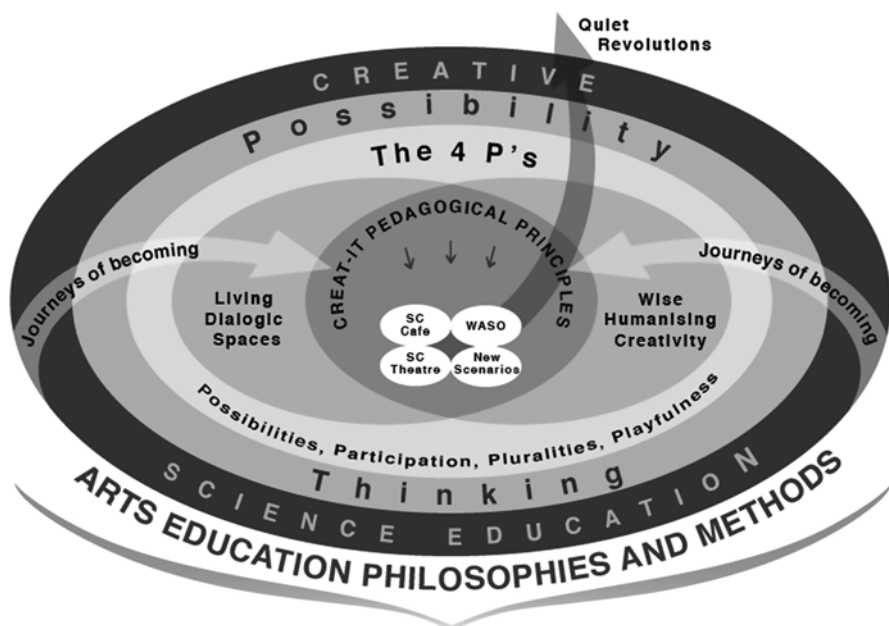 Quiet
Revolutions
CREATIVE
Possibility
The 4 P's
CREAT-IT PEDAGOGICAL PRINCIPLES
Journeys of becoming
Journeys of becoming
Living
Dialogic
Spaces
SC
Cafe
WASO
SC
Theatre
New
Scenarios
Wise
Humanising
Creativity
Possibilities, Participation, Pluralities, Playfulness
Thinking
SCIENCE EDUCATION
ARTS EDUCATION PHILOSOPHIES AND METHODS